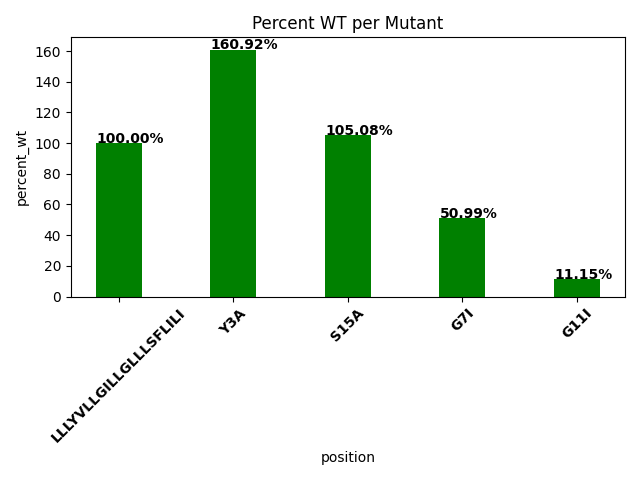 Percent WT per Mutant
percent_wt
160
140
120
100
80
60
40
20
0
100.00%
160.92%
105.08%
50.99%
11.15%
LLLYVLLGILLGLLLSFLILI
Y3A
S15A
G7I
G11I
position